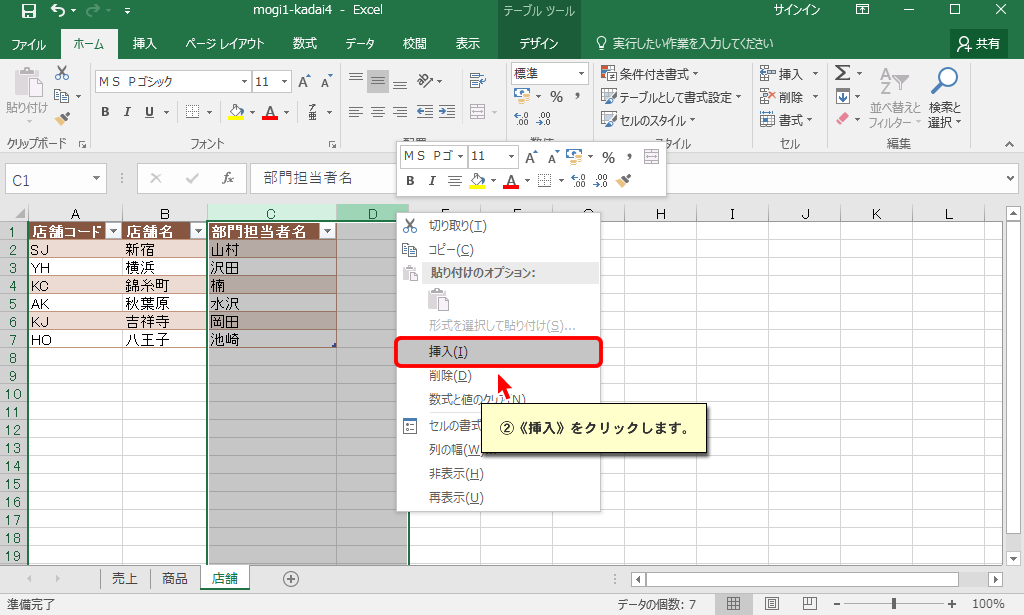 mogi1-kadai4 - Excel
テーブル ツール
サインイン
ファイル ホーム 挿入 ページ レイアウト 数式 データ 校閲 表示 デザイン 実行したい作業を入力してください 共有
貼り付け
ＭＳ Ｐゴシック 11
B I U
標準
条件付き書式
テーブルとして書式設定
セルのスタイル
挿入
削除
書式
並べ替えと
フィルター
検索と
選択
クリップボード フォント セル 編集
ＭＳ Ｐゴ 11
B I
C1 fx 部門担当者名
A B C D H I J K L
1 店舗コード 店舗名 部門担当者名
2 SJ 新宿 山村
3 YH 横浜 沢田
4 KC 錦糸町 楠
5 AK 秋葉原 水沢
6 KJ 吉祥寺 岡田
7 HO 八王子 池崎
8
9
10
11
12
13
14
15
16
17
18
19
切り取り(T)
コピー(C)
貼り付けのオプション:
形式を選択して貼り付け(S)...
挿入(I)
削除(D)
数式と値のクリア(N)
セルの書式
列の幅(W)
非表示(H)
再表示(U)
②《挿入》をクリックします。
売上 商品 店舗
準備完了 データの個数: 7 100%